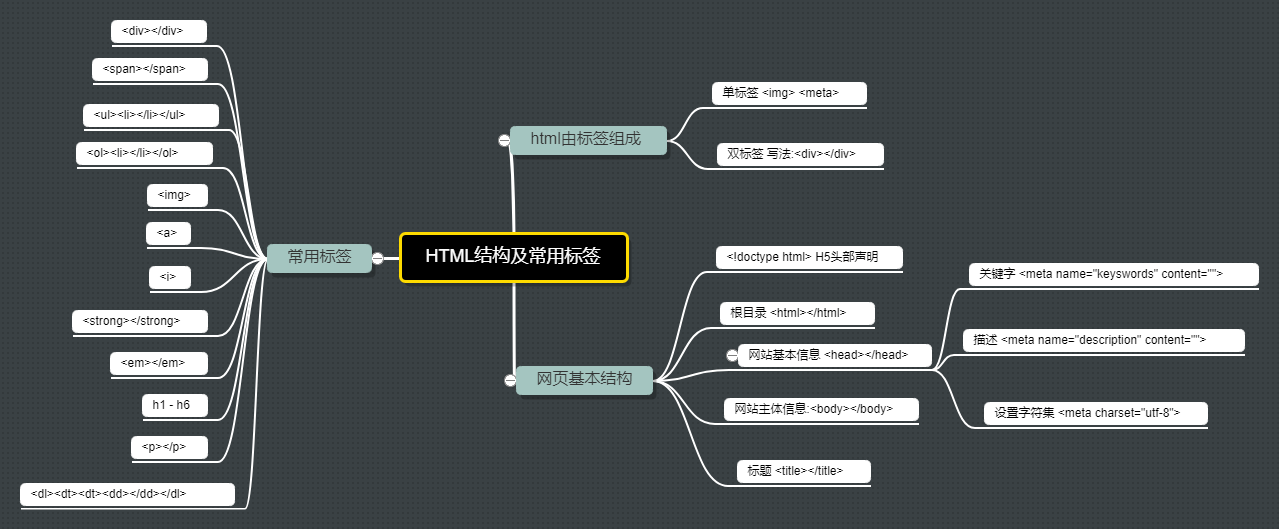 HTML结构及常用标签
常用标签
<div></div>
<span></span>
<ul><li></li></ul>
<ol><li></li></ol>
<img>
<a>
<i>
<strong></strong>
<em></em>
h1 - h6
<p></p>
<dl><dt><dt><dd></dd></dl>
html由标签组成
单标签 <img> <meta>
双标签 写法:<div></div>
网页基本结构
<!doctype html> H5头部声明
根目录 <html></html>
网站基本信息 <head></head>
关键字 <meta name="keyswords" content="">
描述 <meta name="description" content="">
设置字符集 <meta charset="utf-8">
网站主体信息:<body></body>
标题 <title></title>